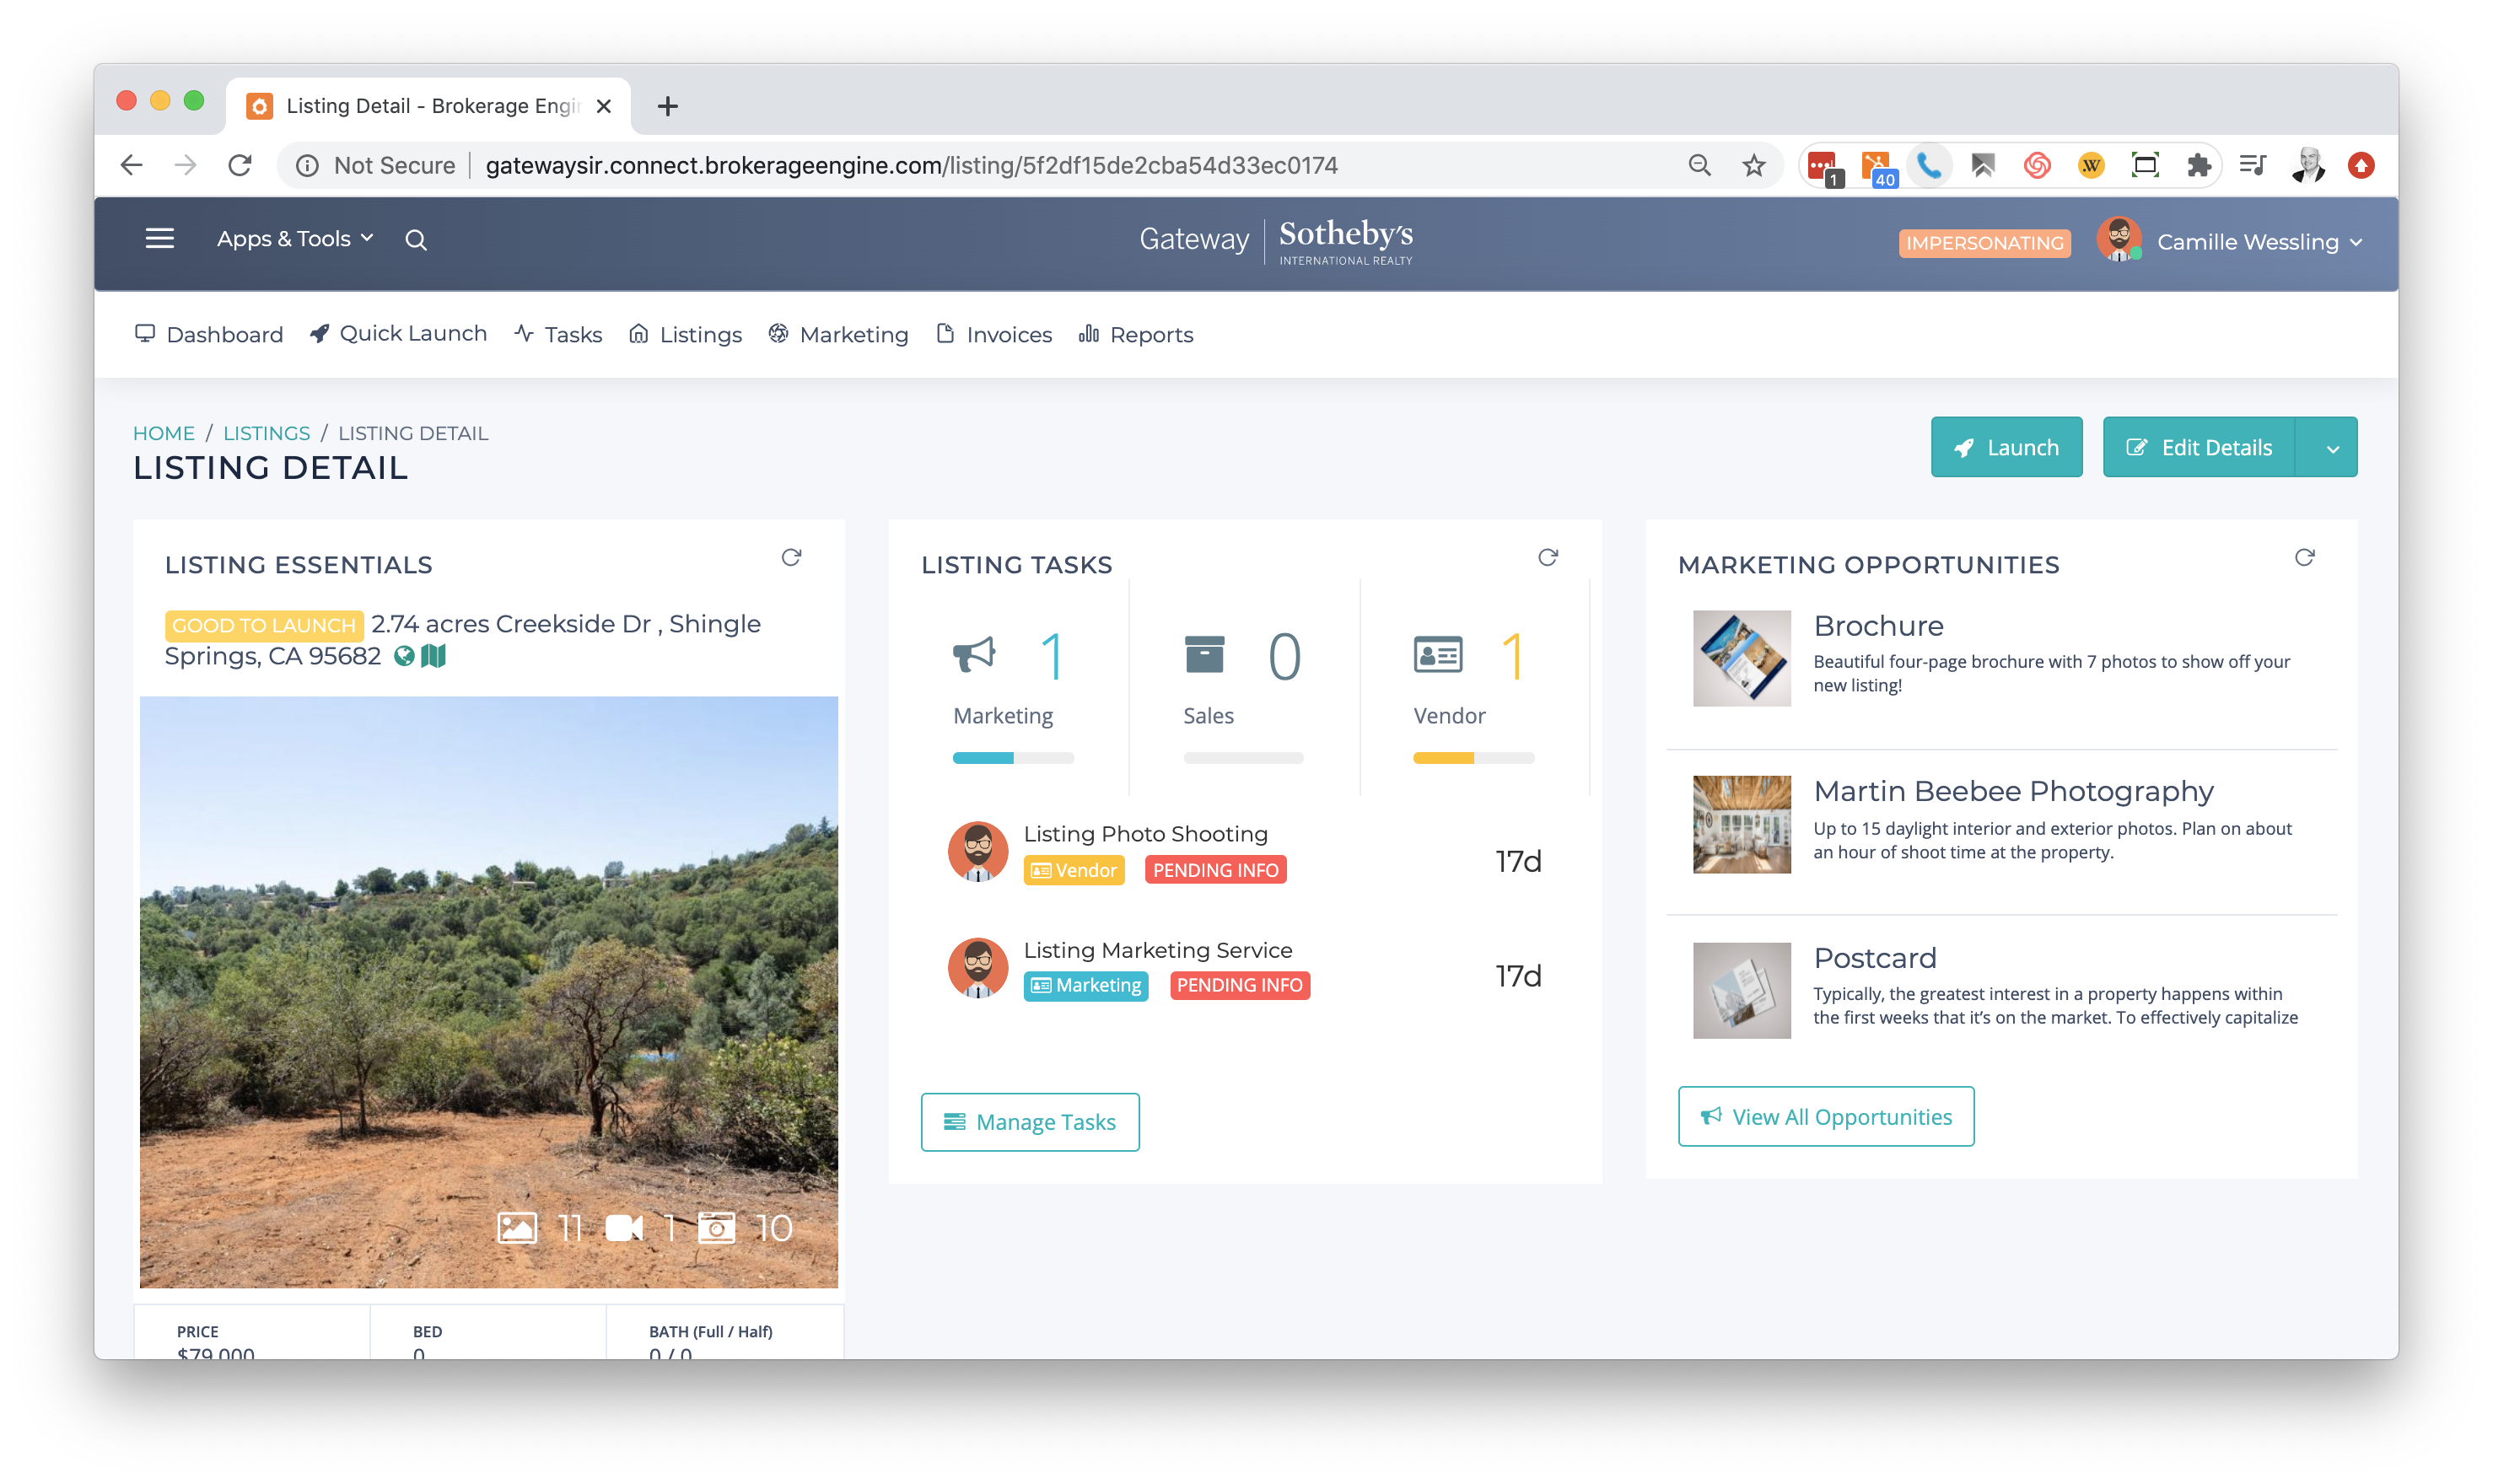 Listing Detail - Brokerage Engin
Not Secure
gatewaysir.connect.brokerageengine.com/listing/5f2df15de2cba54d33ec0174
1
40
W
Apps & Tools
Gateway
Sotheby's
INTERNATIONAL REALTY
IMPERSONATING
Camille Wessling
Dashboard
Quick Launch
Tasks
Listings
Marketing
Invoices
Reports
HOME / LISTINGS / LISTING DETAIL
LISTING DETAIL
Launch
Edit Details
LISTING ESSENTIALS
GOOD TO LAUNCH 2.74 acres Creekside Dr , Shingle
Springs, CA 95682
11
1
10
PRICE
$79,000
BED
0
BATH (Full / Half)
0 / 0
LISTING TASKS
1
Marketing
0
Sales
1
Vendor
Listing Photo Shooting
Vendor
PENDING INFO
17d
Listing Marketing Service
Marketing
PENDING INFO
17d
Manage Tasks
MARKETING OPPORTUNITIES
Brochure
Beautiful four-page brochure with 7 photos to show off your
new listing!
Martin Beebee Photography
Up to 15 daylight interior and exterior photos. Plan on about
an hour of shoot time at the property.
Postcard
Typically, the greatest interest in a property happens within
the first weeks that it's on the market. To effectively capitalize
View All Opportunities